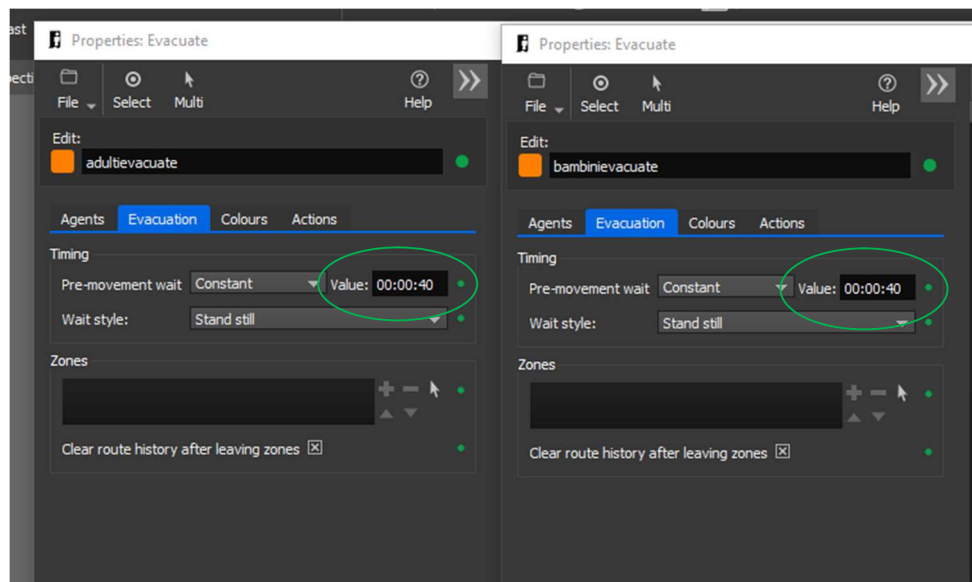 ast
ecti
Properties: Evacuate
File Select Multi Help
Edit:
adultievacuate
Agents Evacuation Colours Actions
Timing
Pre-movement wait Constant Value: 00:00:40
Wait style: Stand still
Zones
Clear route history after leaving zones
Properties: Evacuate
File Select Multi Help
Edit:
bambinievacuate
Agents Evacuation Colours Actions
Timing
Pre-movement wait Constant Value: 00:00:40
Wait style: Stand still
Zones
Clear route history after leaving zones